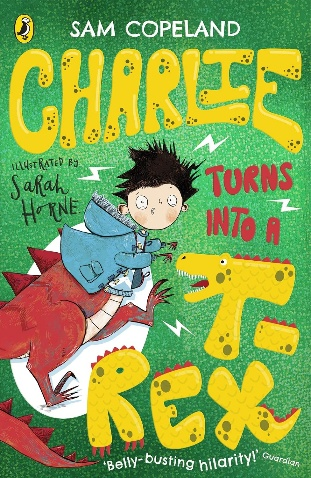 SAM COPELAND
CHARLIE
ILLUSTRATED BY
SARAH
HORNE
TURNS
INTO A
T-
REX
'Belly-busting hilarity!' Guardian